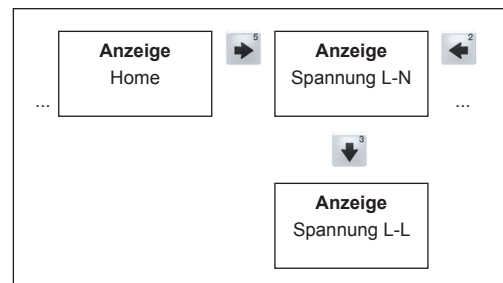 Anzeige
Home
5
Anzeige
Spannung L-N
2
...
...
3
Anzeige
Spannung L-L